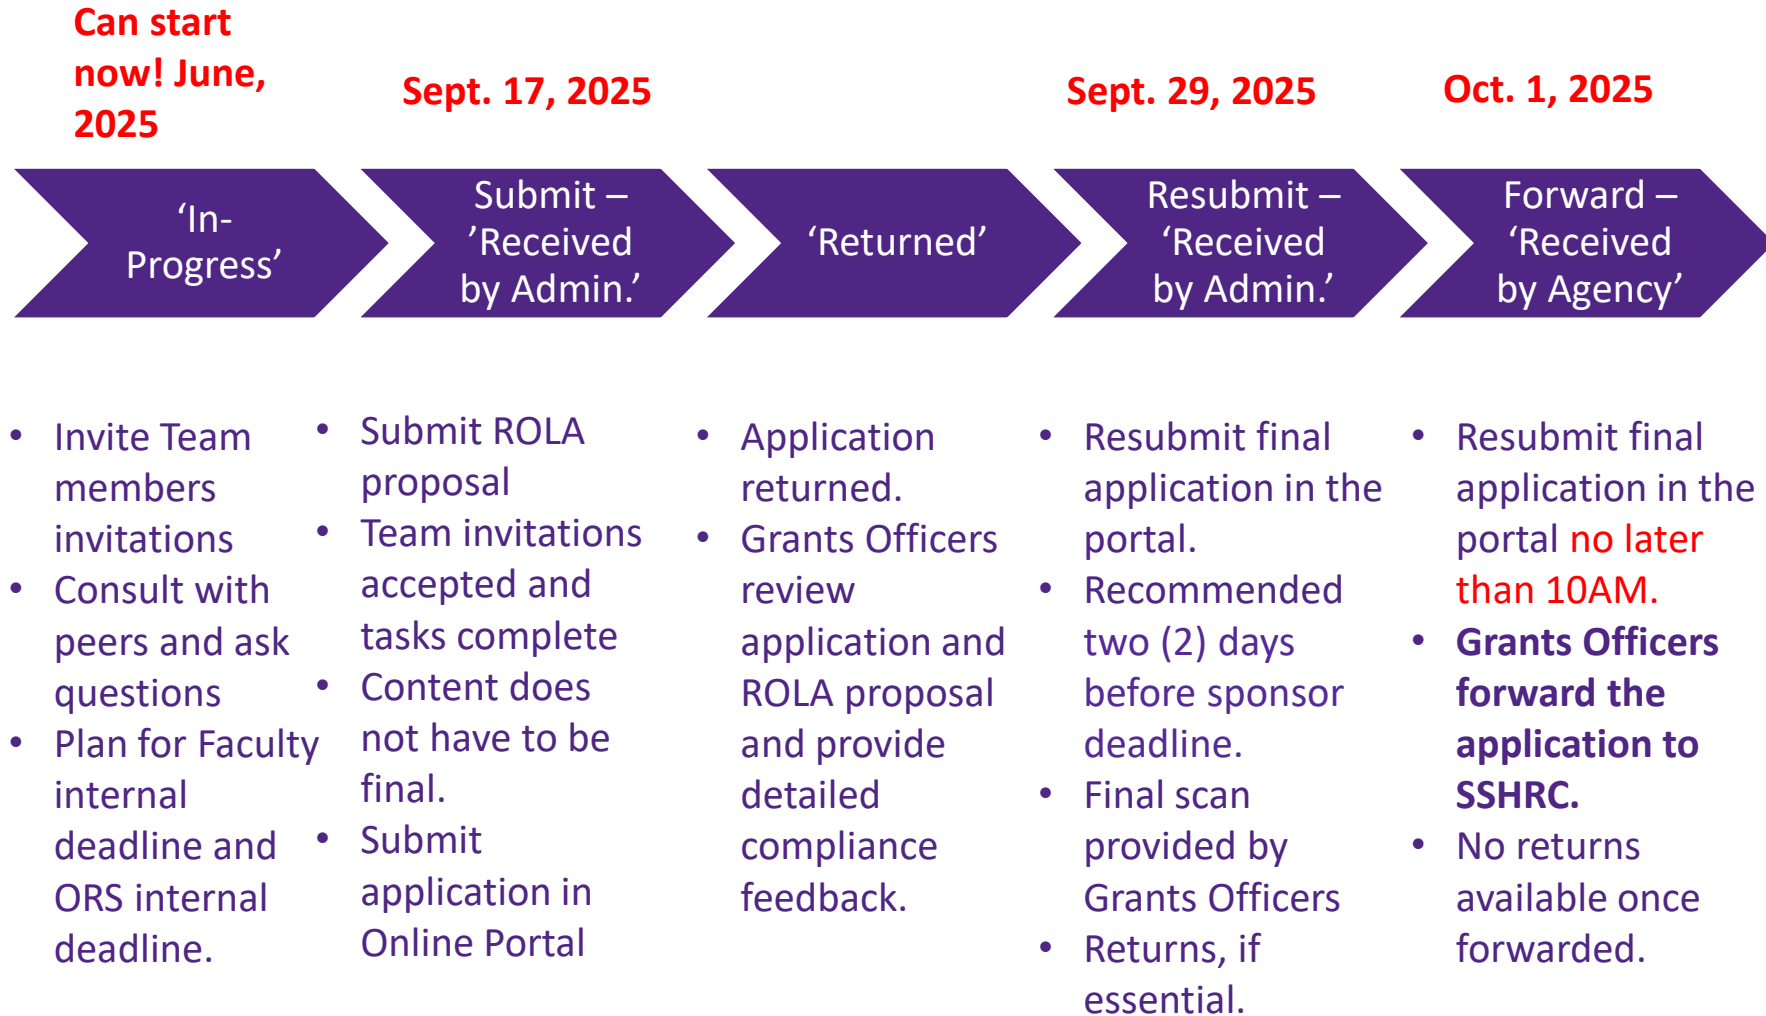 Can start
now! June,
2025
Sept. 17, 2025
Sept. 29, 2025
Oct. 1, 2025
‘In-
Progress’
Submit –
’Received
by Admin.’
‘Returned’
Resubmit –
‘Received
by Admin.’
Forward –
‘Received
by Agency’
• Invite Team
members
invitations
• Consult with
peers and ask
questions
• Plan for Faculty
internal
deadline and
ORS internal
deadline.
• Submit ROLA
proposal
• Team invitations
accepted and
tasks complete
• Content does
not have to be
final.
• Submit
application in
Online Portal
• Application
returned.
• Grants Officers
review
application and
ROLA proposal
and provide
detailed
compliance
feedback.
• Resubmit final
application in the
portal.
• Recommended
two (2) days
before sponsor
deadline.
• Final scan
provided by
Grants Officers
• Returns, if
essential.
• Resubmit final
application in the
portal no later
than 10AM.
• Grants Officers
forward the
application to
SSHRC.
• No returns
available once
forwarded.